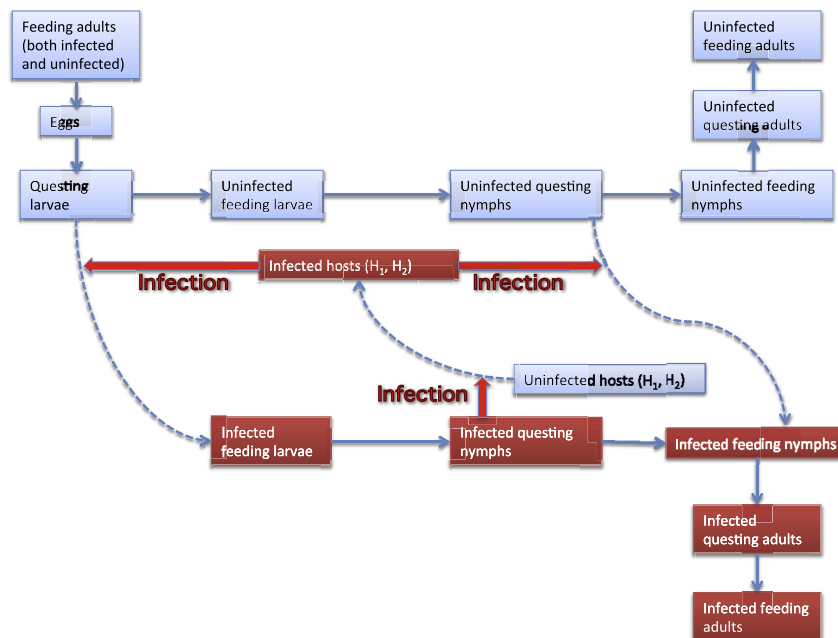 Feeding adults
(both infected
and uninfected)
Uninfected
feeding adults
Eggs
Uninfected
questing adults
Questing
larvae
Uninfected
feeding larvae
Uninfected questing
nymphs
Uninfected feeding
nymphs
Infected hosts (H₁, H₂)
Infection
Infection
Uninfected hosts (H₁, H₂)
Infection
Infected
feeding larvae
Infected questing
nymphs
Infected feeding nymphs
Infected
questing adults
Infected feeding
adults